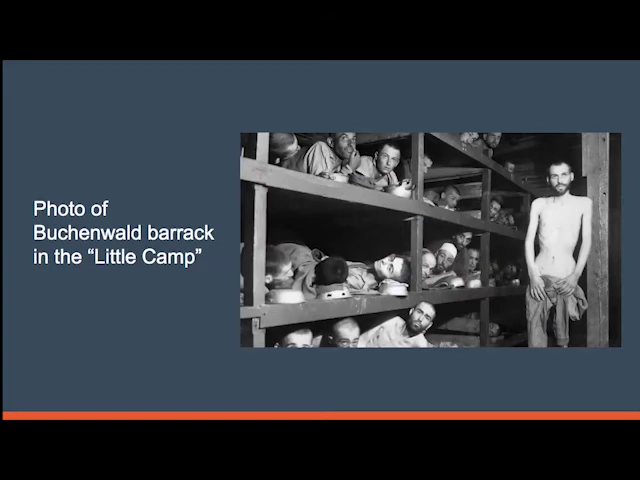 Photo of
Buchenwald barrack
in the “Little Camp”